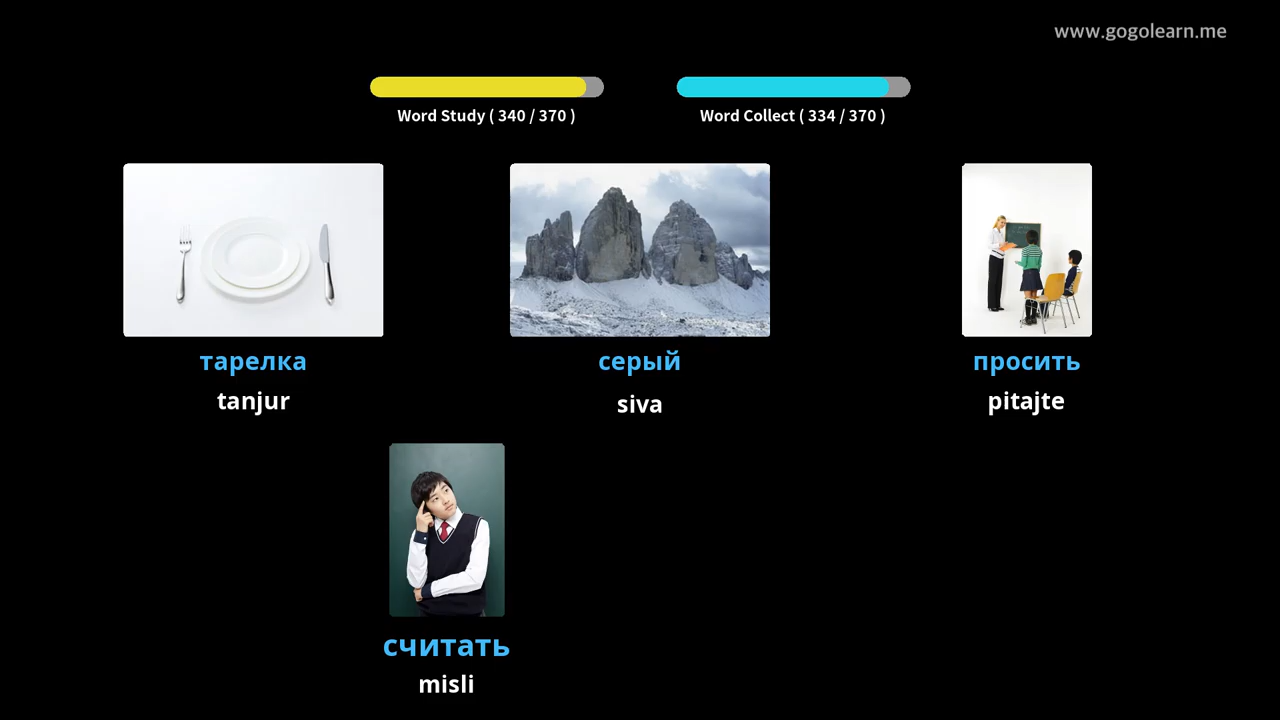 www.gogolearn.me
Word Study ( 340 / 370 )
Word Collect ( 334 / 370 )
тарелка
tanjur
серый
siva
просить
pitajte
считать
misli